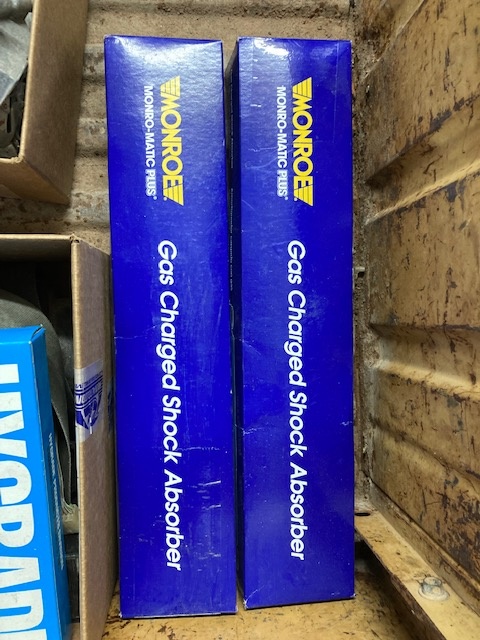 MONROE
MONRO-MATIC PLUS®
Gas Charged Shock Absorber
MONROE
MONRO-MATIC PLUS®
Gas Charged Shock Absorber